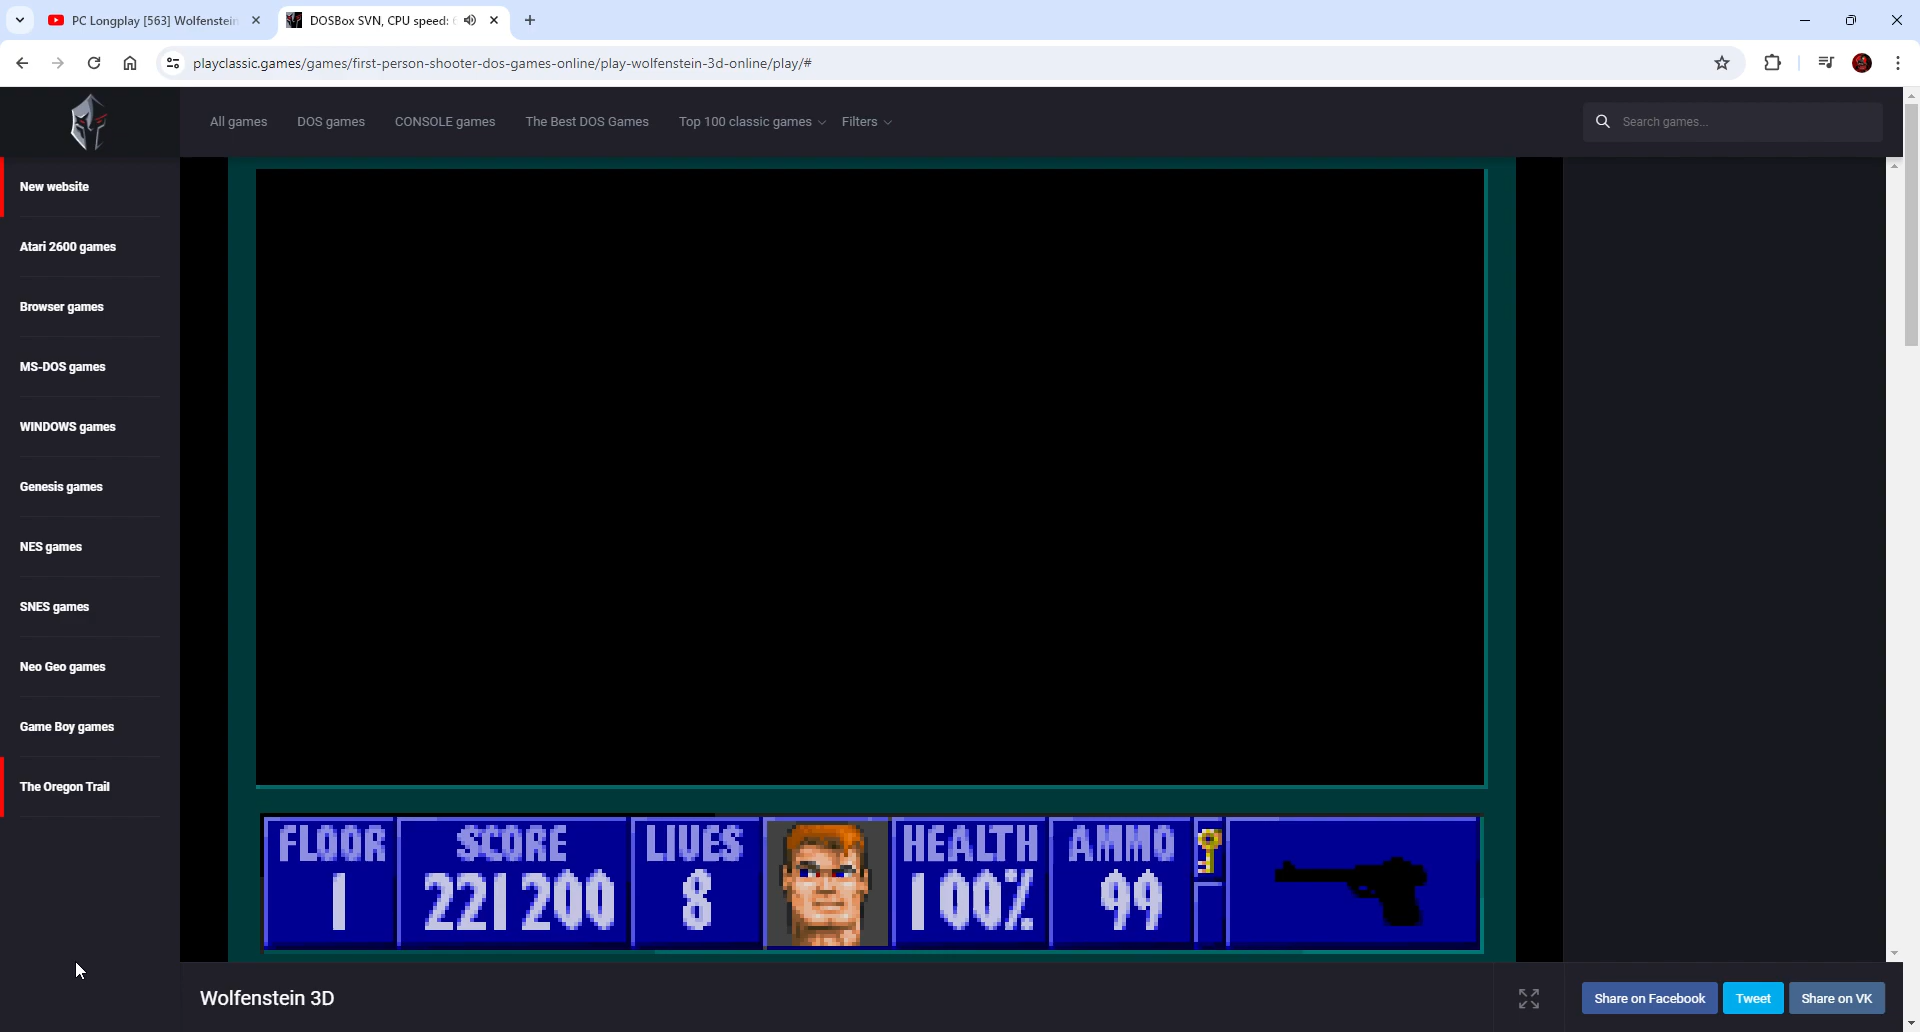 PC Longplay [563] Wolfenstein
DOSBox SVN, CPU speed:
playclassic.games/games/first-person-shooter-dos-games-online/play-wolfenstein-3d-online/play/#
All games
DOS games
CONSOLE games
The Best DOS Games
Top 100 classic games
Filters
Search games...
New website
Atari 2600 games
Browser games
MS-DOS games
WINDOWS games
Genesis games
NES games
SNES games
Neo Geo games
Game Boy games
The Oregon Trail
FLOOR SCORE LIVES HEALTH AMMO
1 221200 8 100% 99
Wolfenstein 3D
Share on Facebook
Tweet
Share on VK